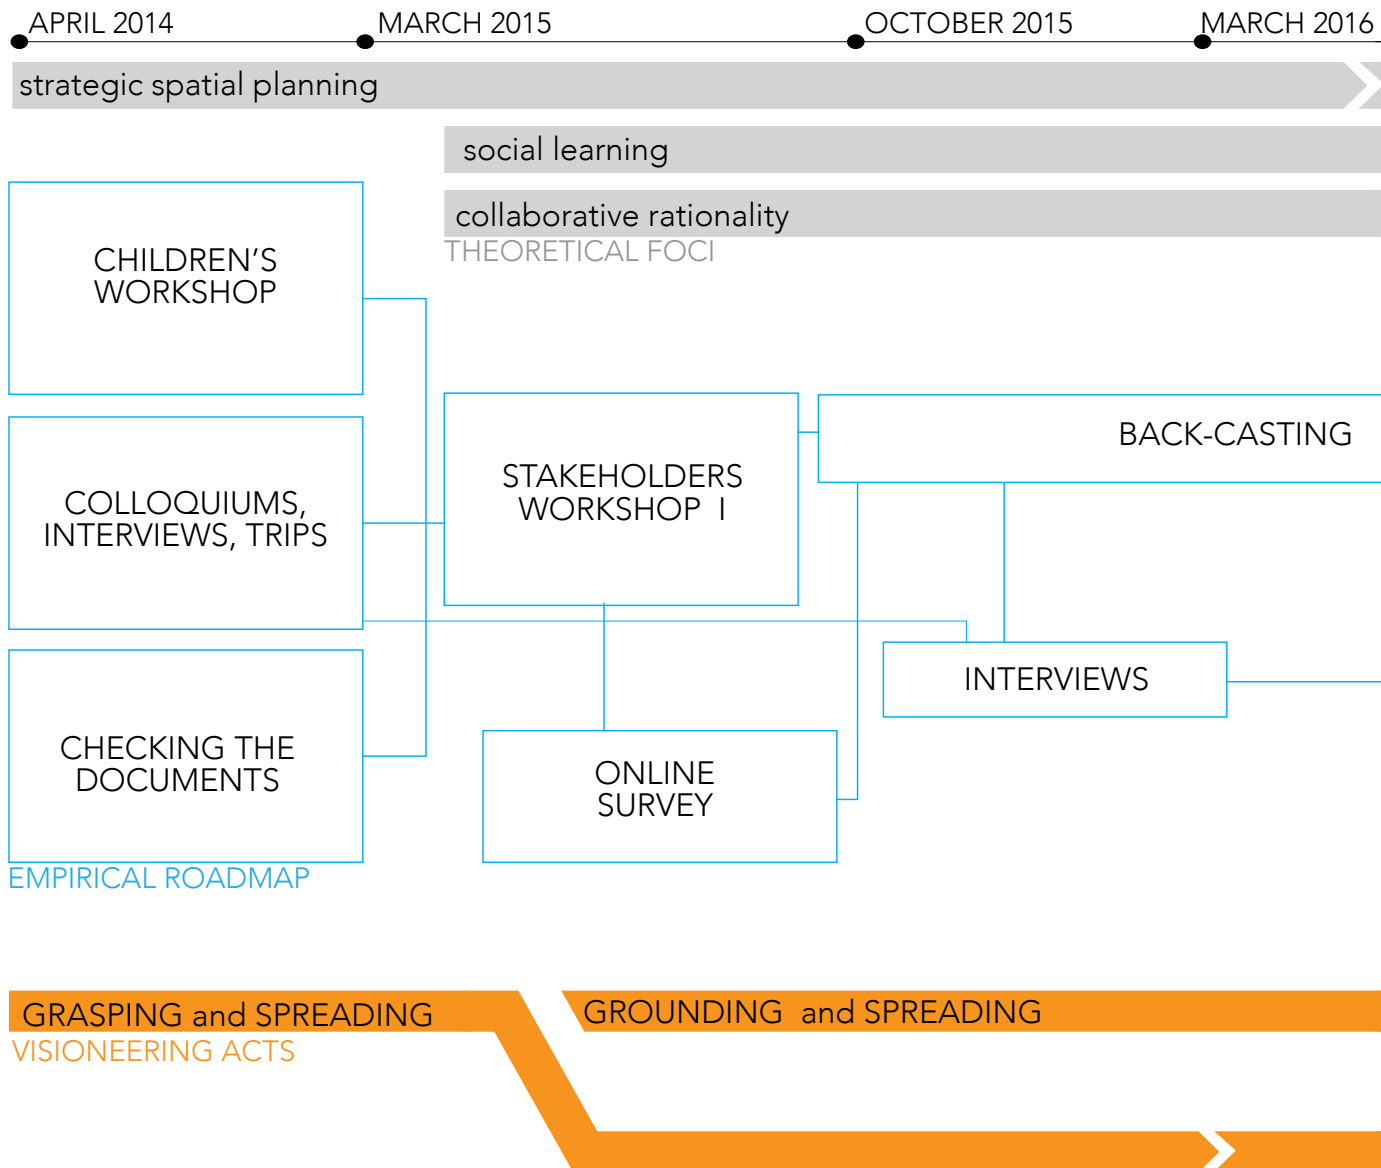 APRIL 2014
MARCH 2015
OCTOBER 2015
MARCH 2016
strategic spatial planning
social learning
collaborative rationality
THEORETICAL FOCI
CHILDREN'S
WORKSHOP
COLLOQUIUMS,
INTERVIEWS, TRIPS
CHECKING THE
DOCUMENTS
STAKEHOLDERS
WORKSHOP I
BACK-CASTING
INTERVIEWS
ONLINE
SURVEY
EMPIRICAL ROADMAP
GRASPING and SPREADING
GROUNDING and SPREADING
VISIONEERING ACTS